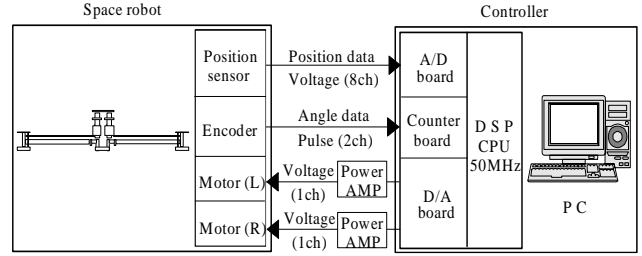 Space robot
Controller
Position
sensor
Position data
Voltage (8ch)
A/D
board
Encoder
Angle data
Pulse (2ch)
Counter
board
D S P
CPU
50MHz
Motor (L)
Voltage
(1ch)
Power
AMP
D/A
board
Motor (R)
Voltage
(1ch)
Power
AMP
P C